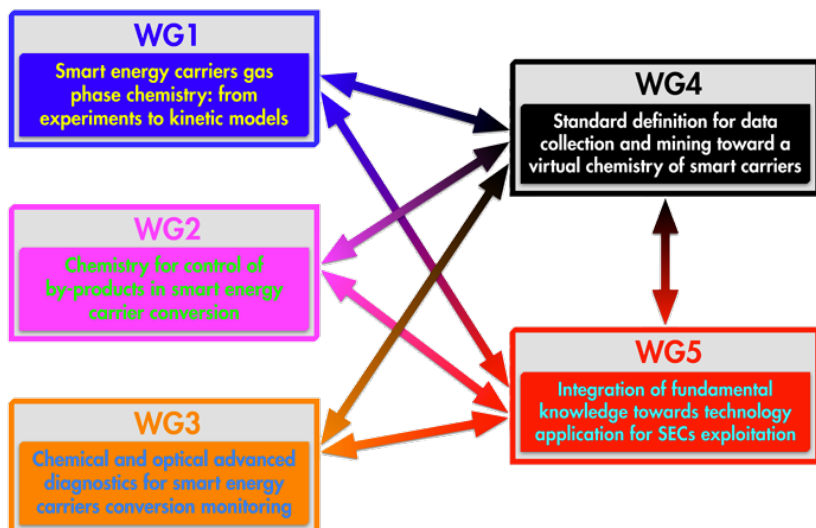 WG1
Smart energy carriers gas
phase chemistry: from
experiments to kinetic models
WG2
Chemistry for control of
by-products in smart energy
carrier conversion
WG3
Chemical and optical advanced
diagnostics for smart energy
carriers conversion monitoring
WG4
Standard definition for data
collection and mining toward a
virtual chemistry of smart carriers
WG5
Integration of fundamental
knowledge towards technology
application for SECs exploitation